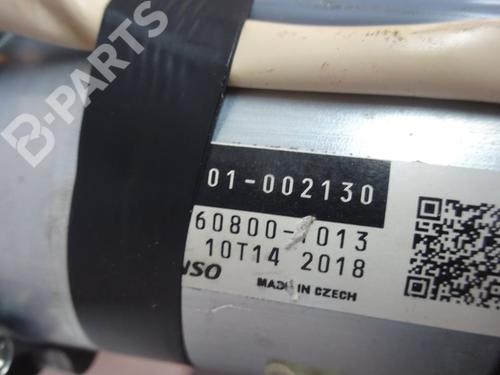 B-PARTS
01-002130
60800-1013
10T14 2018
NSO
MADE IN CZECH